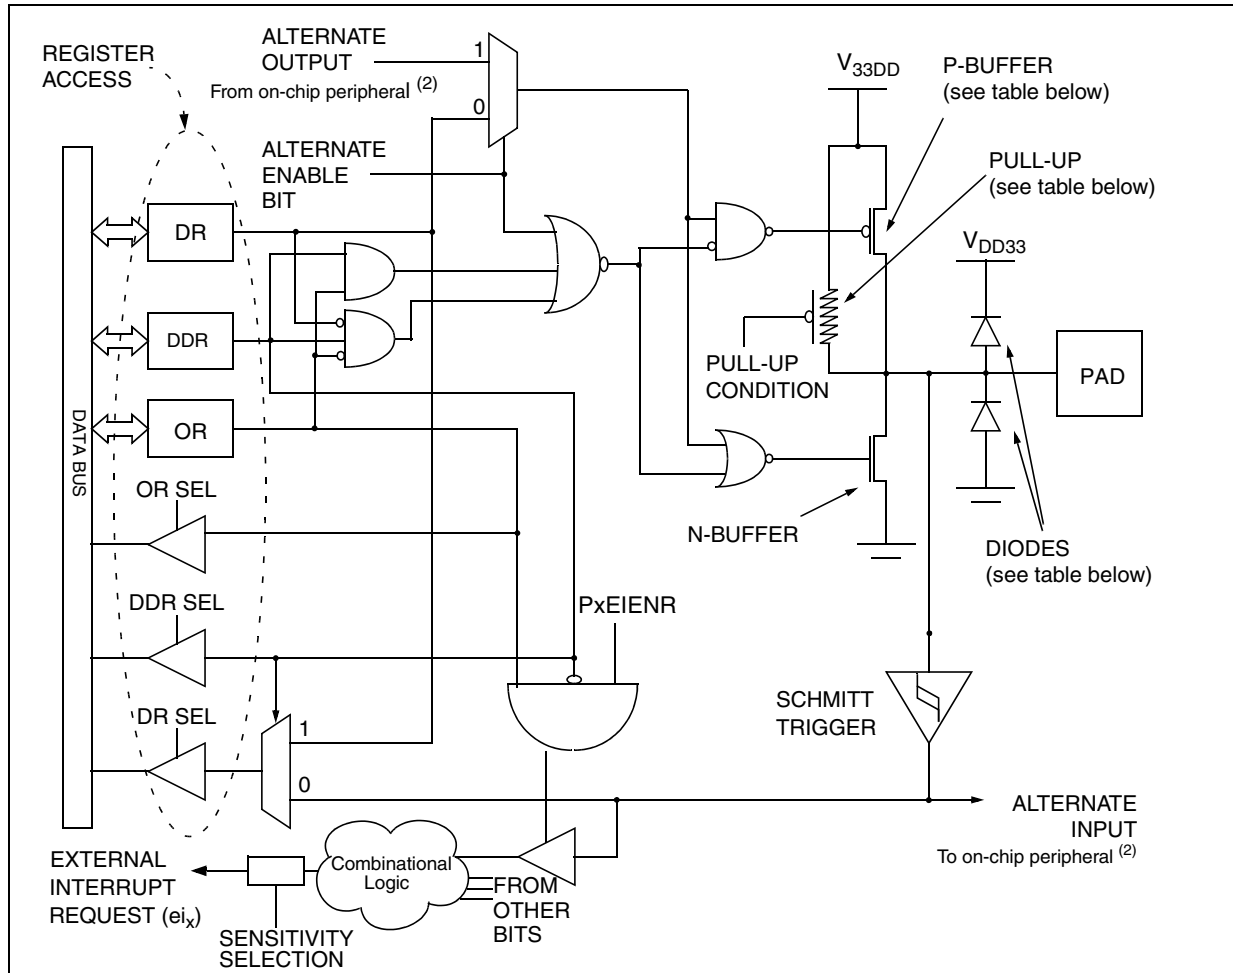 REGISTER
ACCESS
ALTERNATE
OUTPUT
From on-chip peripheral (2)
1
0
ALTERNATE
ENABLE
BIT
V33DD
P-BUFFER
(see table below)
PULL-UP
(see table below)
VDD33
DR
DDR
OR
DATA BUS
PULL-UP
CONDITION
PAD
OR SEL
N-BUFFER
DIODES
(see table below)
DDR SEL
PxEIENR
DR SEL
1
0
SCHMITT
TRIGGER
ALTERNATE
INPUT
To on-chip peripheral (2)
EXTERNAL
INTERRUPT
REQUEST (eix)
Combinational
Logic
FROM
OTHER
BITS
SENSITIVITY
SELECTION